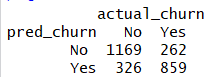 actual_churn
pred_churn No Yes
No 1169 262
Yes 326 859